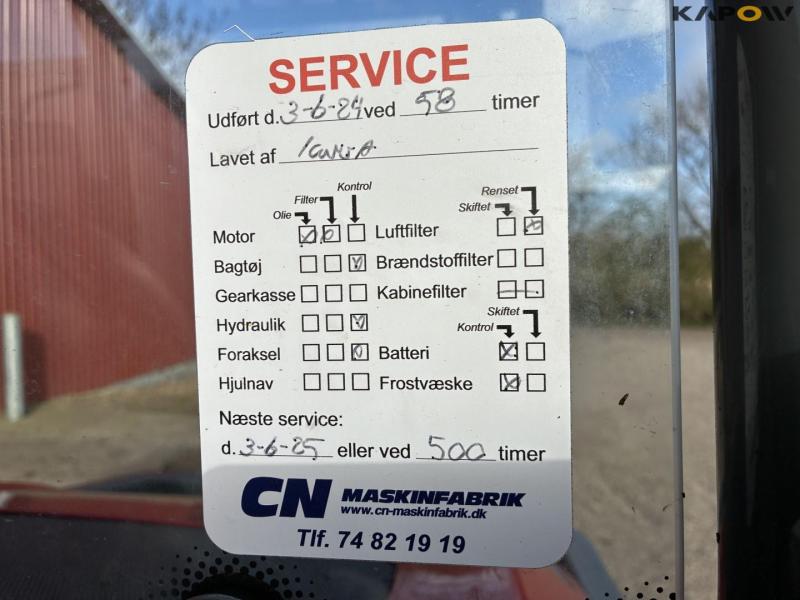 KAPOW
SERVICE
Udført d. 3-6-24 ved 58 timer
Lavet af
Kontrol
Filter
Olie
Renset
Skiftet
Motor
Luftfilter
Bagtøj
Brændstoffilter
Gearkasse
Kabinefilter
Hydraulik
Skiftet
Kontrol
Foraksel
Batteri
Hjulnav
Frostvæske
Næste service:
d. 3-6-25 eller ved 500 timer
CN MASKINFABRIK
www.cn-maskinfabrik.dk
Tlf. 74 82 19 19